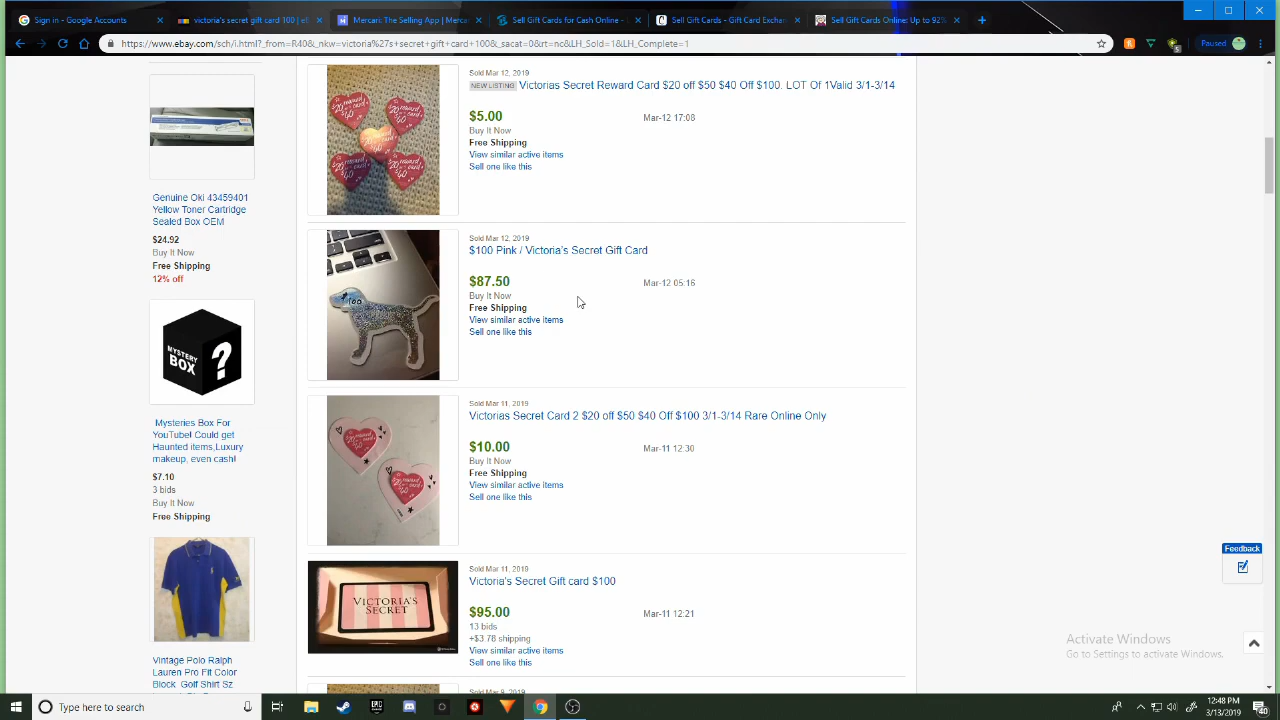 Sign in - Google Accounts
victoria's secret gift card 100 | el
Mercari: The Selling App | Merca
Sell Gift Cards for Cash Online -
Sell Gift Cards - Gift Card Exchan
Sell Gift Cards Online: Up to 92%
https://www.ebay.com/sch/i.html?_from=R40&_nkw=victoria%27s+secret+gift+card+100&_sacat=0&rt=nc&LH_Sold=1&LH_Complete=1
Paused
Genuine Oki 43459401
Yellow Toner Cartridge
Sealed Box OEM
$24.92
Buy It Now
Free Shipping
12% off
MYSTERY
BOX
?
Mysteries Box For
YouTube! Could get
Haunted items,Luxury
makeup, even cash!
$7.10
3 bids
Buy It Now
Free Shipping
Vintage Polo Ralph
Lauren Pro Fit Color
Block Golf Shirt Sz
Sold Mar 12, 2019
NEW LISTING Victorias Secret Reward Card $20 off $50 $40 Off $100. LOT Of 1Valid 3/1-3/14
$5.00
Mar-12 17:08
Buy It Now
Free Shipping
View similar active items
Sell one like this
Sold Mar 12, 2019
$100 Pink / Victoria's Secret Gift Card
$87.50
Mar-12 05:16
Buy It Now
Free Shipping
View similar active items
Sell one like this
Sold Mar 11, 2019
Victorias Secret Card 2 $20 off $50 $40 Off $100 3/1-3/14 Rare Online Only
$10.00
Mar-11 12:30
Buy It Now
Free Shipping
View similar active items
Sell one like this
VICTORIA'S
SECRET
Sold Mar 11, 2019
Victoria's Secret Gift card $100
$95.00
Mar-11 12:21
13 bids
+$3.78 shipping
View similar active items
Sell one like this
Sold Mar 9, 2019
Feedback
Activate Windows
Go to Settings to activate Windows.
Type here to search
12:48 PM
3/13/2019